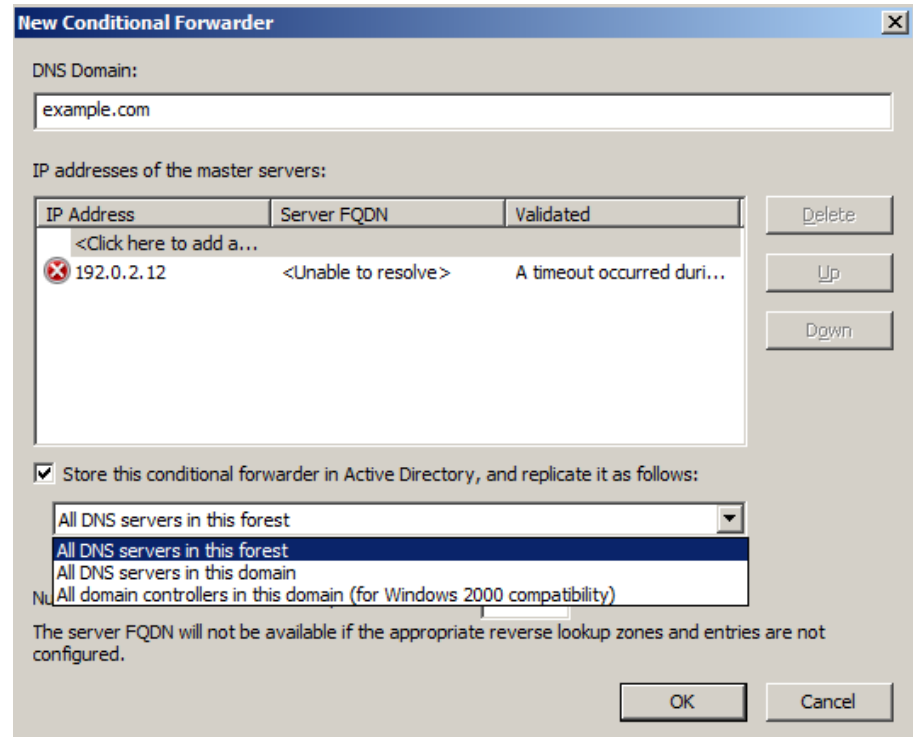 New Conditional Forwarder
DNS Domain:
example.com
IP addresses of the master servers:
IP Address Server FQDN Validated
<Click here to add a...
192.0.2.12 <Unable to resolve> A timeout occurred duri...
Delete
Up
Down
Store this conditional forwarder in Active Directory, and replicate it as follows:
All DNS servers in this forest
All DNS servers in this forest
All DNS servers in this domain
All domain controllers in this domain (for Windows 2000 compatibility)
The server FQDN will not be available if the appropriate reverse lookup zones and entries are not
configured.
OK Cancel